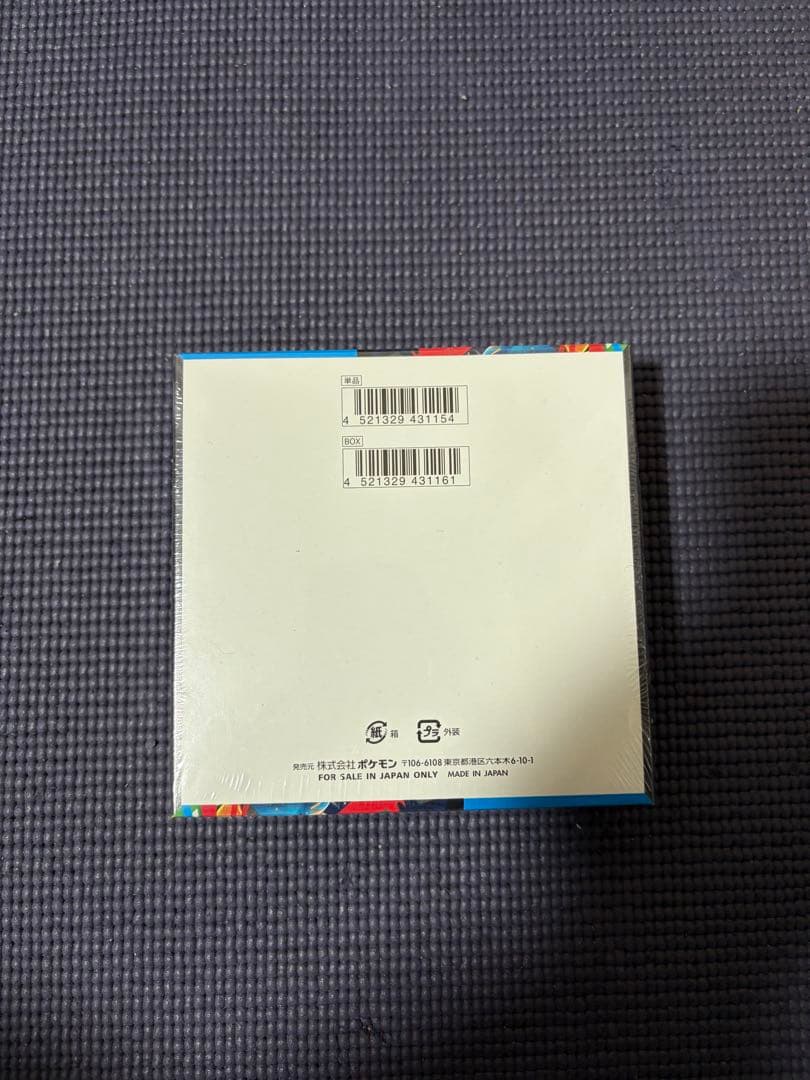 単品
4 521329 431154
BOX
4 521329 431161
紙 箱 プラ 外装
発売元 株式会社ポケモン 〒106-6108 東京都港区六本木6-10-1
FOR SALE IN JAPAN ONLY MADE IN JAPAN